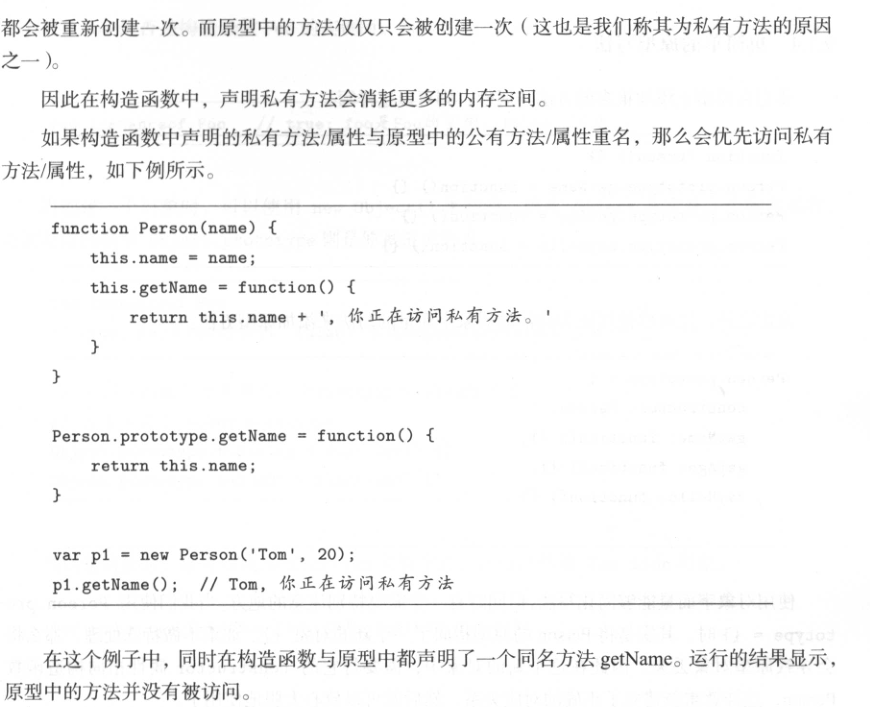 都会被重新创建一次。而原型中的方法仅仅只会被创建一次（这也是我们称其为私有方法的原因
之一）。
因此在构造函数中，声明私有方法会消耗更多的内存空间。
如果构造函数中声明的私有方法/属性与原型中的公有方法/属性重名，那么会优先访问私有
方法/属性，如下例所示。
function Person(name) {
    this.name = name;
    this.getName = function() {
        return this.name + ', 你正在访问私有方法。'
    }
}
Person.prototype.getName = function() {
    return this.name;
}
var p1 = new Person('Tom', 20);
p1.getName();  // Tom, 你正在访问私有方法
在这个例子中，同时在构造函数与原型中都声明了一个同名方法 getName。运行的结果显示，
原型中的方法并没有被访问。